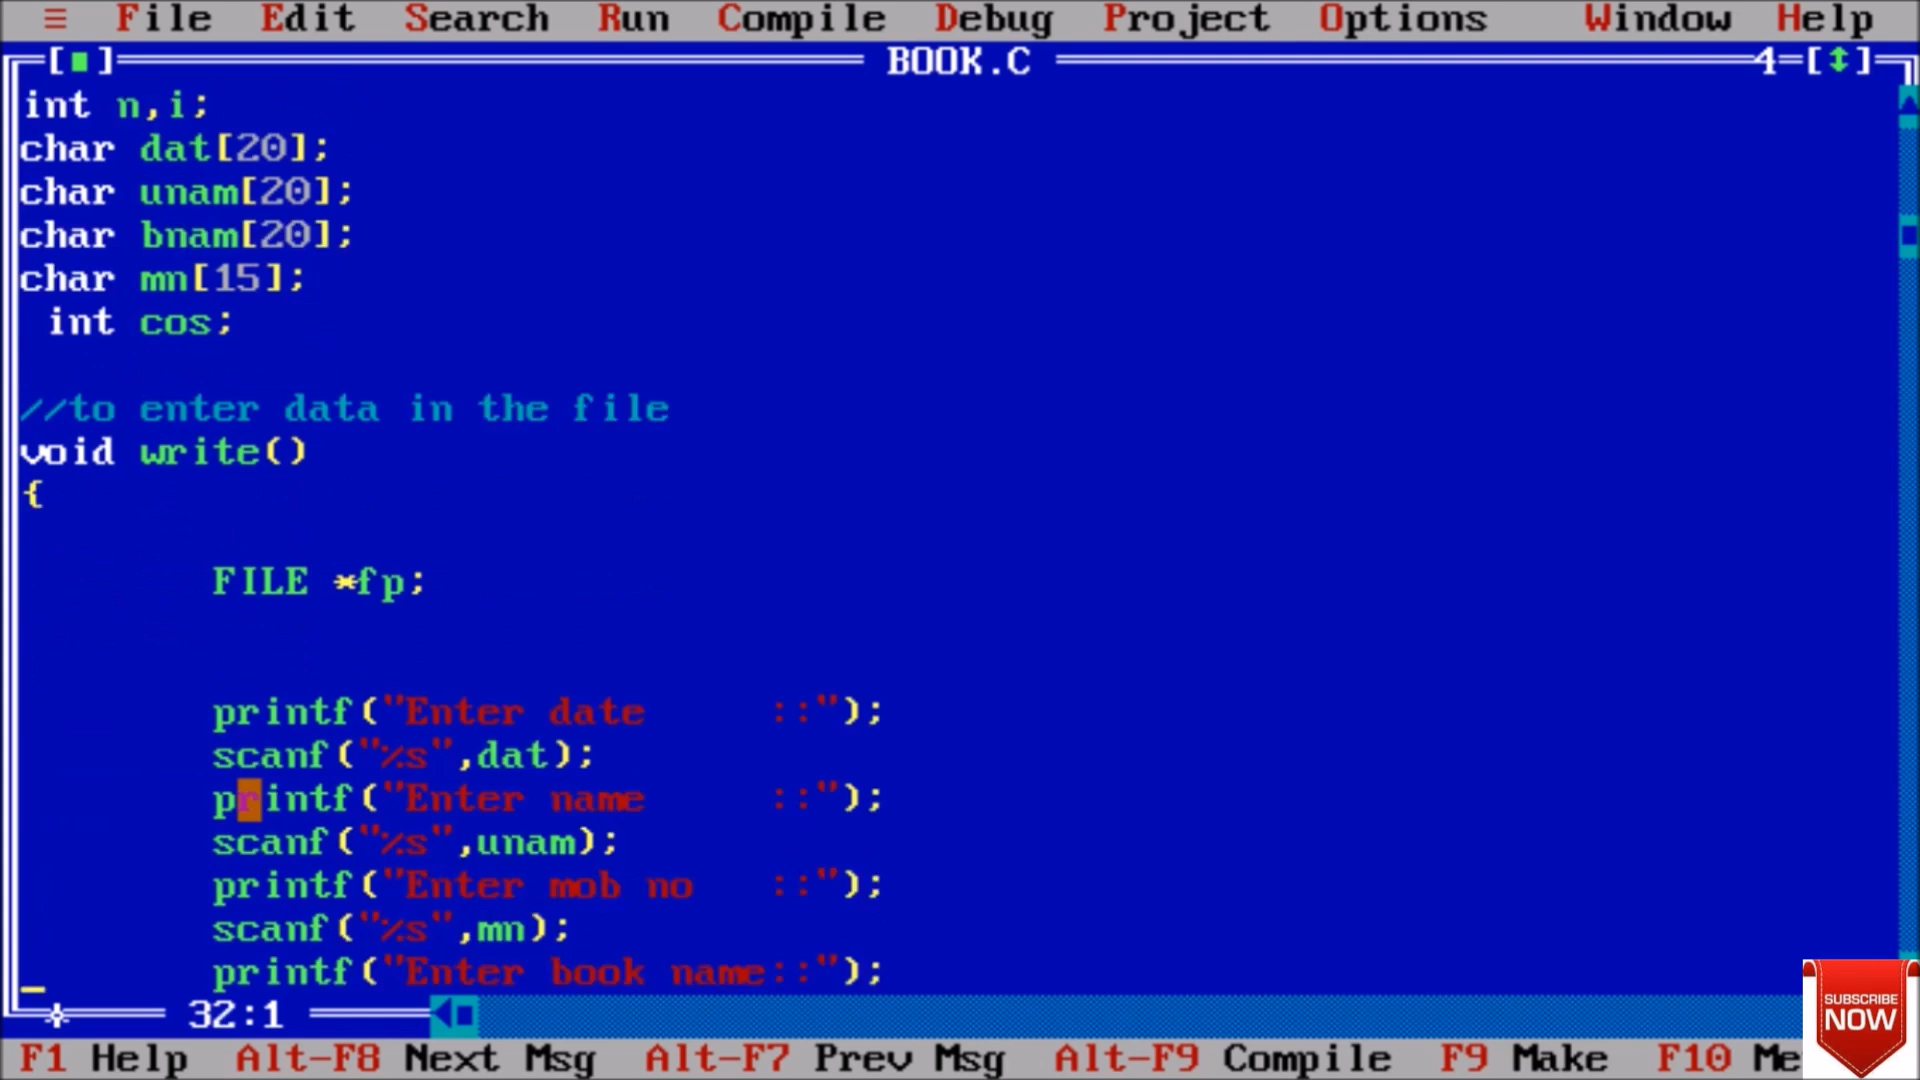 ≡ File Edit Search Run Compile Debug Project Options Window Help
[■] BOOK.C 4=[↕]
int n,i;
char dat[20];
char unam[20];
char bnam[20];
char mn[15];
 int cos;
//to enter data in the file
void write()
{
        FILE *fp;
        printf("Enter date     ::");
        scanf("%s",dat);
        printf("Enter name     ::");
        scanf("%s",unam);
        printf("Enter mob no   ::");
        scanf("%s",mn);
        printf("Enter book name::");
32:1
F1 Help Alt-F8 Next Msg Alt-F7 Prev Msg Alt-F9 Compile F9 Make F10 Me
SUBSCRIBE
NOW